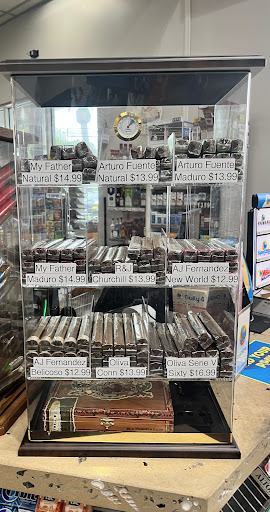 My Father
Natural $14.99
Arturo Fuente
Natural $13.99
Arturo Fuente
Maduro $13.99
My Father
Maduro $14.99
R&J
Churchill $13.99
AJ Fernandez
New World $12.99
AJ Fernandez
Belicoso $12.99
Oliva
Conn $13.99
Oliva Serie V
Sixty $16.99